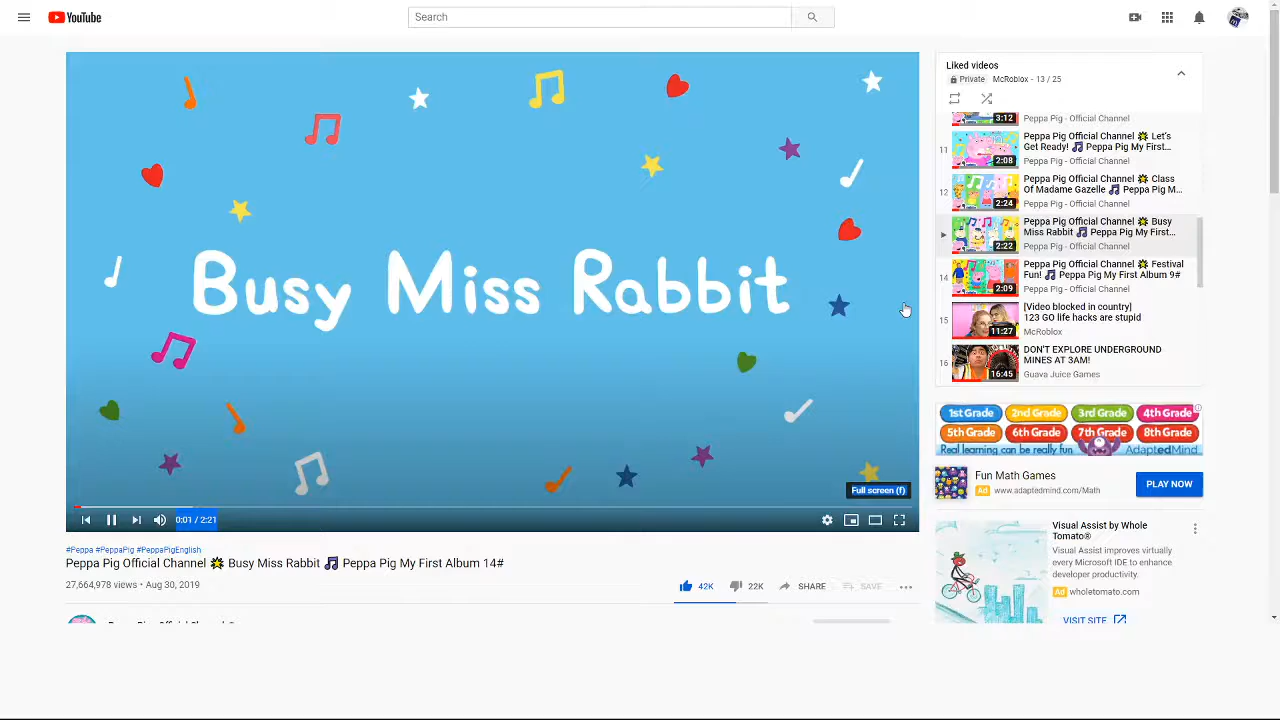 YouTube
Search
Busy Miss Rabbit
Full screen (f)
0:01 / 2:21
#Peppa #PeppaPig #PeppaPigEnglish
Peppa Pig Official Channel 🌟 Busy Miss Rabbit 🎵 Peppa Pig My First Album 14#
27,664,978 views • Aug 30, 2019
42K
22K
SHARE
SAVE
Liked videos
Private McRoblox - 13 / 25
3:12
Peppa Pig - Official Channel
11
Peppa Pig Official Channel 🌟 Let's
Get Ready! 🎵 Peppa Pig My First...
2:08
Peppa Pig - Official Channel
12
Peppa Pig Official Channel 🌟 Class
Of Madame Gazelle 🎵 Peppa Pig M...
2:24
Peppa Pig - Official Channel
Peppa Pig Official Channel 🌟 Busy
Miss Rabbit 🎵 Peppa Pig My First...
2:22
Peppa Pig - Official Channel
14
Peppa Pig Official Channel 🌟 Festival
Fun! 🎵 Peppa Pig My First Album 9#
2:09
Peppa Pig - Official Channel
15
[Video blocked in country]
123 GO life hacks are stupid
11:27
McRoblox
16
DON'T EXPLORE UNDERGROUND
MINES AT 3AM!
16:45
Guava Juice Games
1st Grade 2nd Grade 3rd Grade 4th Grade
5th Grade 6th Grade 7th Grade 8th Grade
Real learning can be really fun AdaptedMind
Fun Math Games
Ad www.adaptedmind.com/Math
PLAY NOW
Visual Assist by Whole
Tomato®
Visual Assist improves virtually
every Microsoft IDE to enhance
developer productivity.
Ad wholetomato.com
VISIT SITE